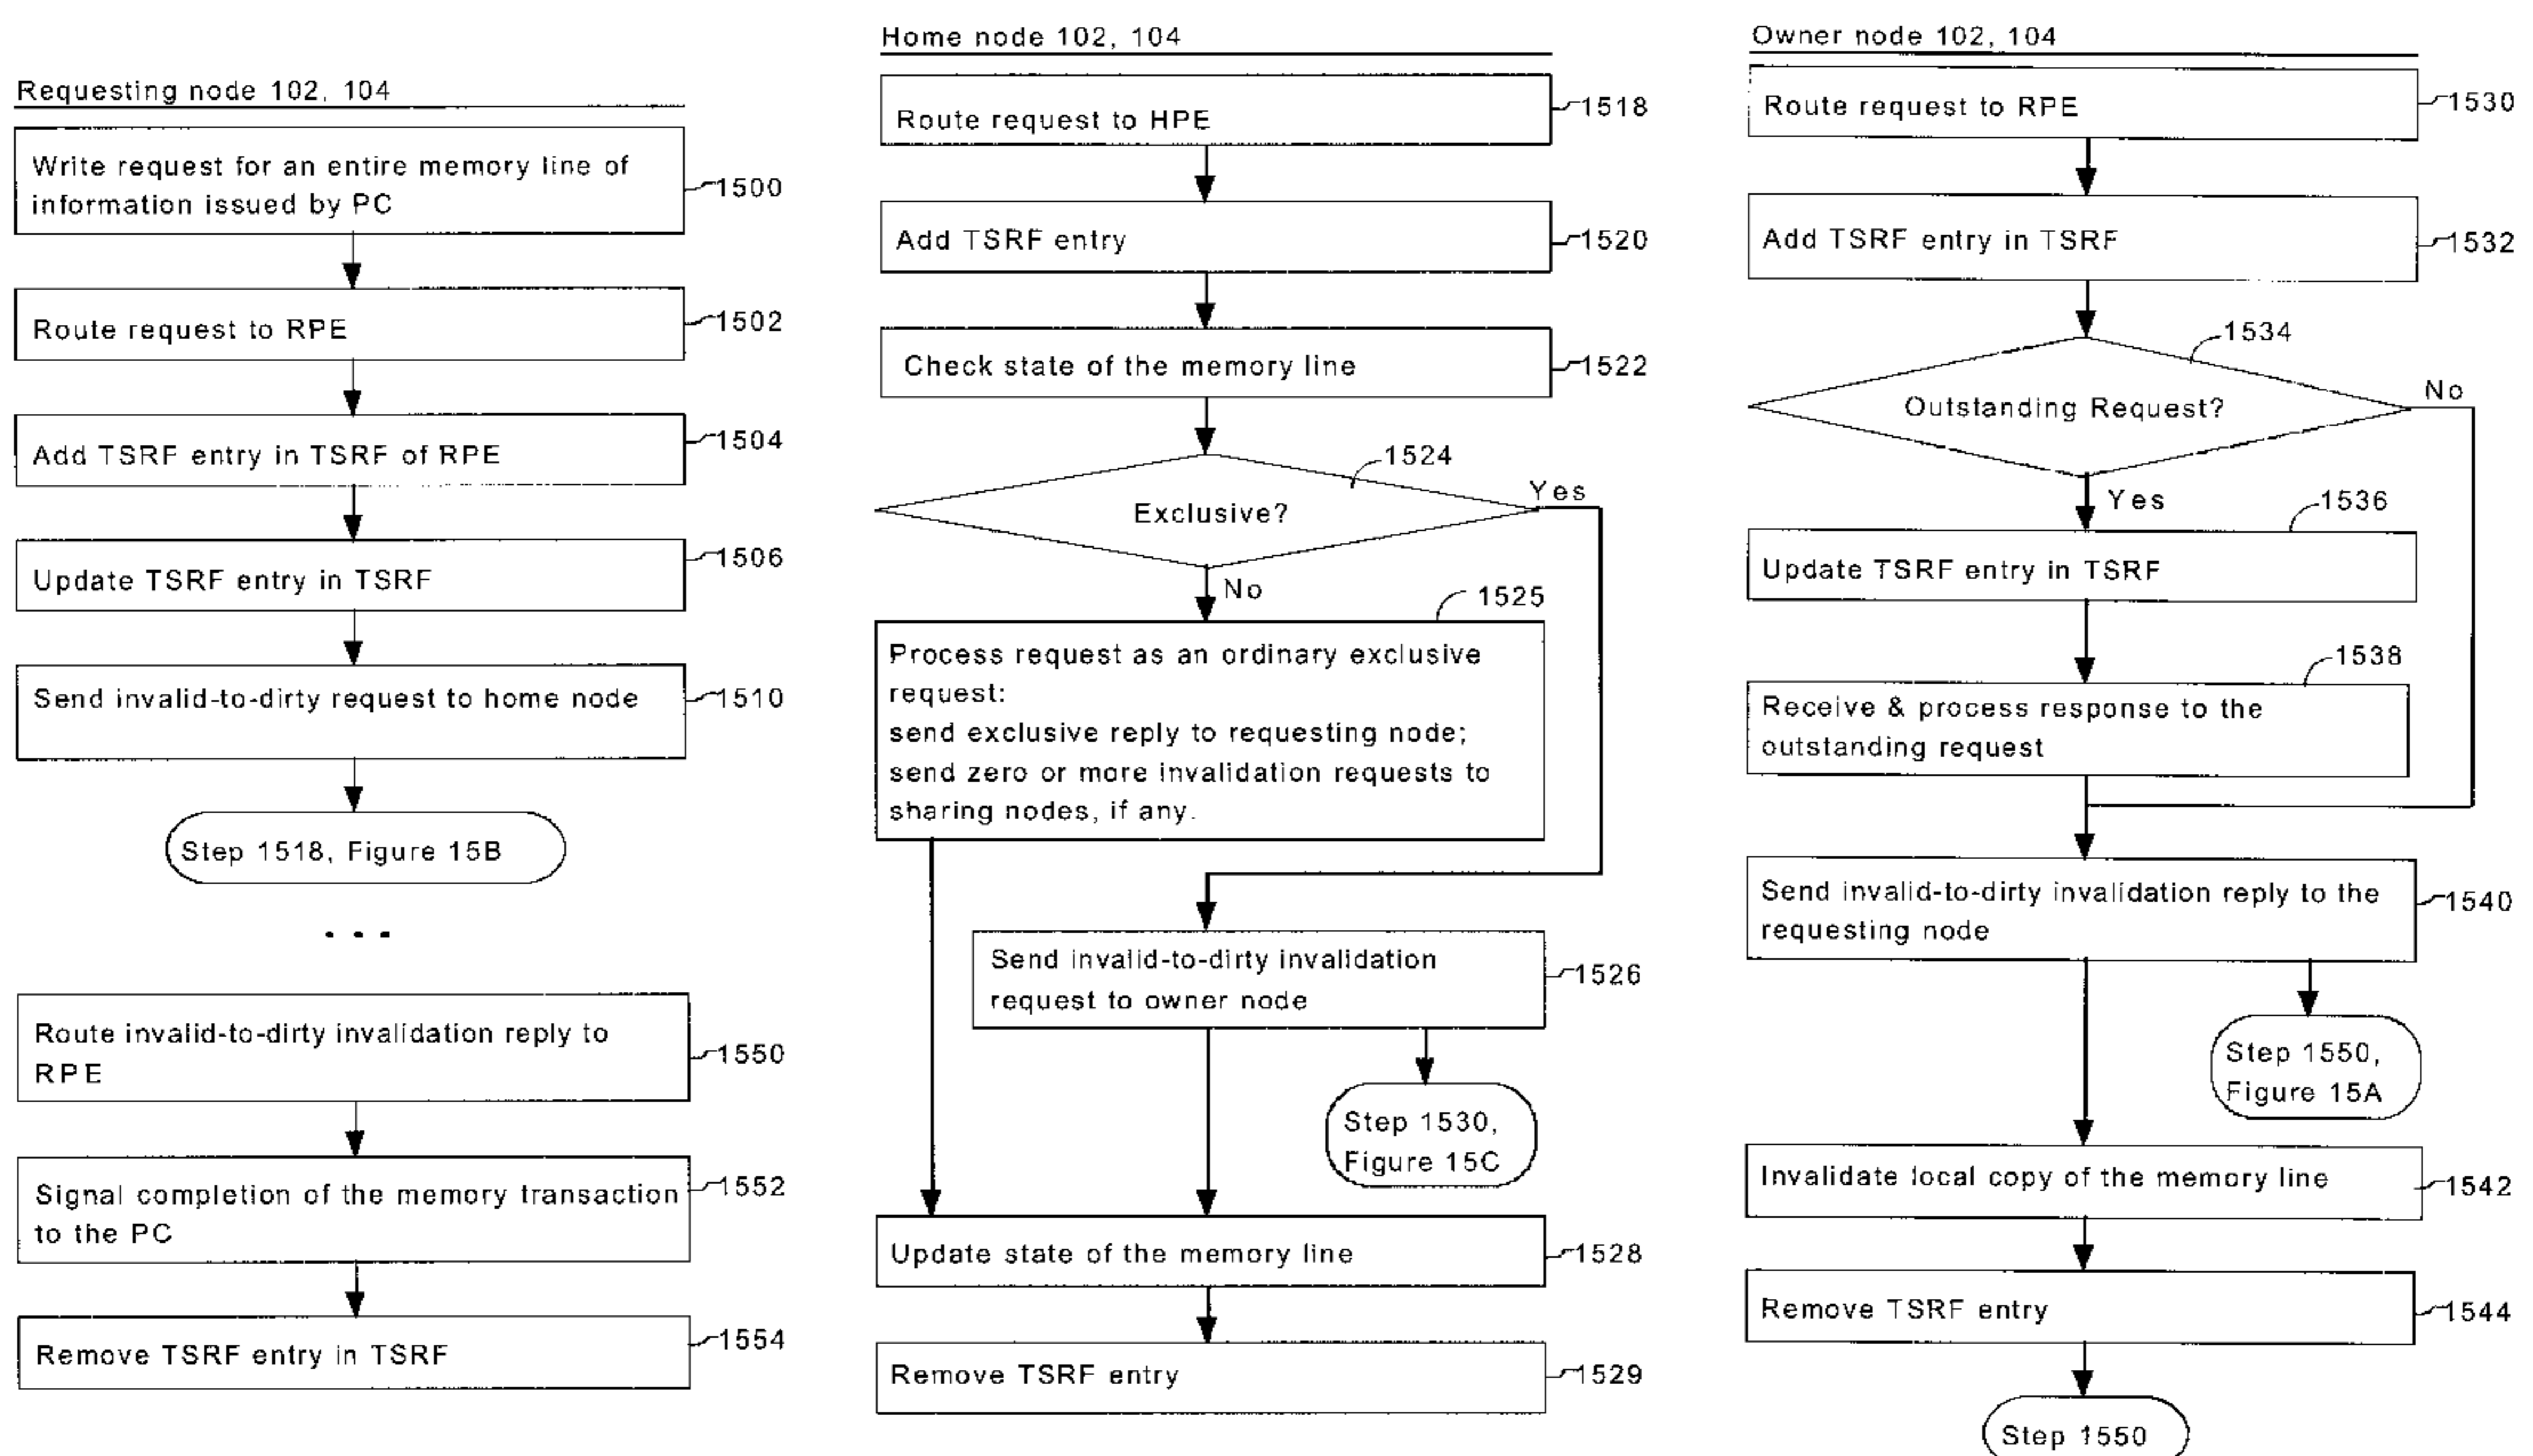 Requesting node 102, 104
Write request for an entire memory line of
information issued by PC
1500
Route request to RPE
1502
Add TSRF entry in TSRF of RPE
1504
Update TSRF entry in TSRF
1506
Send invalid-to-dirty request to home node
1510
Step 1518, Figure 15B
...
Route invalid-to-dirty invalidation reply to
RPE
1550
Signal completion of the memory transaction
to the PC
1552
Remove TSRF entry in TSRF
1554
Home node 102, 104
Route request to HPE
1518
Add TSRF entry
1520
Check state of the memory line
1522
1524
Exclusive?
Yes
No
1525
Process request as an ordinary exclusive
request:
send exclusive reply to requesting node;
send zero or more invalidation requests to
sharing nodes, if any.
Send invalid-to-dirty invalidation
request to owner node
1526
Step 1530,
Figure 15C
Update state of the memory line
1528
Remove TSRF entry
1529
Owner node 102, 104
Route request to RPE
1530
Add TSRF entry in TSRF
1532
1534
Outstanding Request?
No
Yes
1536
Update TSRF entry in TSRF
1538
Receive & process response to the
outstanding request
Send invalid-to-dirty invalidation reply to the
requesting node
1540
Step 1550,
Figure 15A
Invalidate local copy of the memory line
1542
Remove TSRF entry
1544
Step 1550